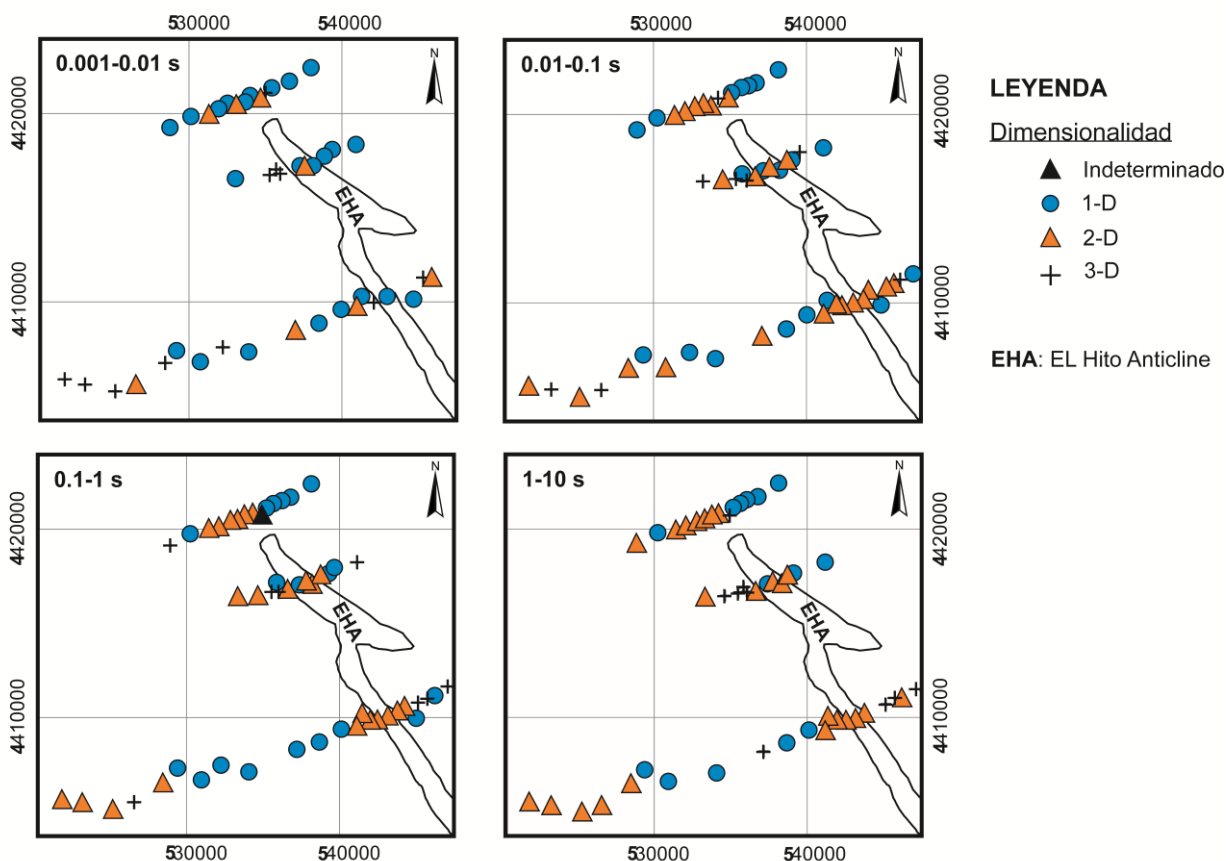 530000 540000 530000 540000
0.001-0.01 s
N
0.01-0.1 s
N
4420000
4420000
4410000
4410000
EHA
EHA
LEYENDA
Dimensionalidad
Indeterminado
1-D
2-D
3-D
EHA: EL Hito Anticline
0.1-1 s
N
1-10 s
N
4420000
4420000
4410000
4410000
EHA
EHA
530000 540000 530000 540000